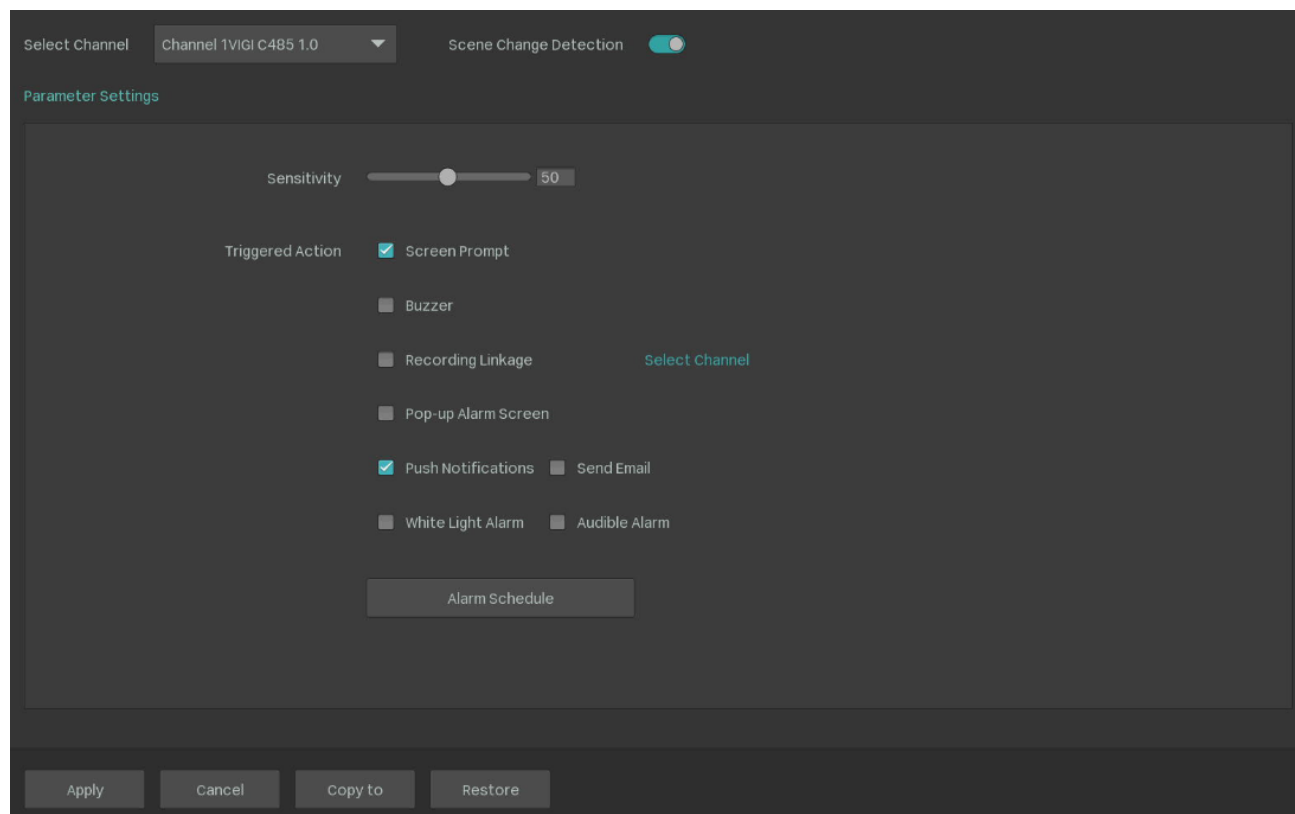 Select Channel Channel 1VIGI C485 1.0 Scene Change Detection
Parameter Settings
Sensitivity 50
Triggered Action Screen Prompt
Buzzer
Recording Linkage Select Channel
Pop-up Alarm Screen
Push Notifications Send Email
White Light Alarm Audible Alarm
Alarm Schedule
Apply Cancel Copy to Restore